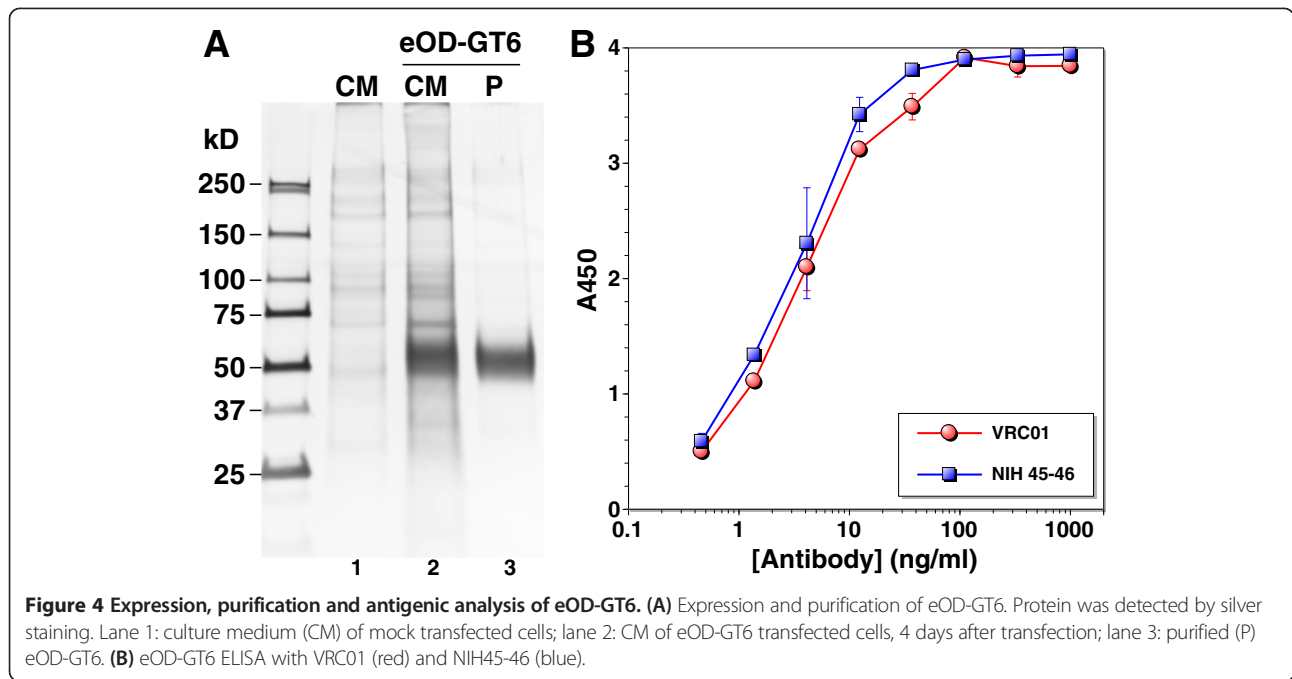 A
eOD-GT6
CM CM P
kD
250
150
100
75
50
37
25
1 2 3
B
4
3
2
1
0
A450
0.1 1 10 100 1000
[Antibody] (ng/ml)
VRC01
NIH 45-46
Figure 4 Expression, purification and antigenic analysis of eOD-GT6. (A) Expression and purification of eOD-GT6. Protein was detected by silver
staining. Lane 1: culture medium (CM) of mock transfected cells; lane 2: CM of eOD-GT6 transfected cells, 4 days after transfection; lane 3: purified (P)
eOD-GT6. (B) eOD-GT6 ELISA with VRC01 (red) and NIH45-46 (blue).